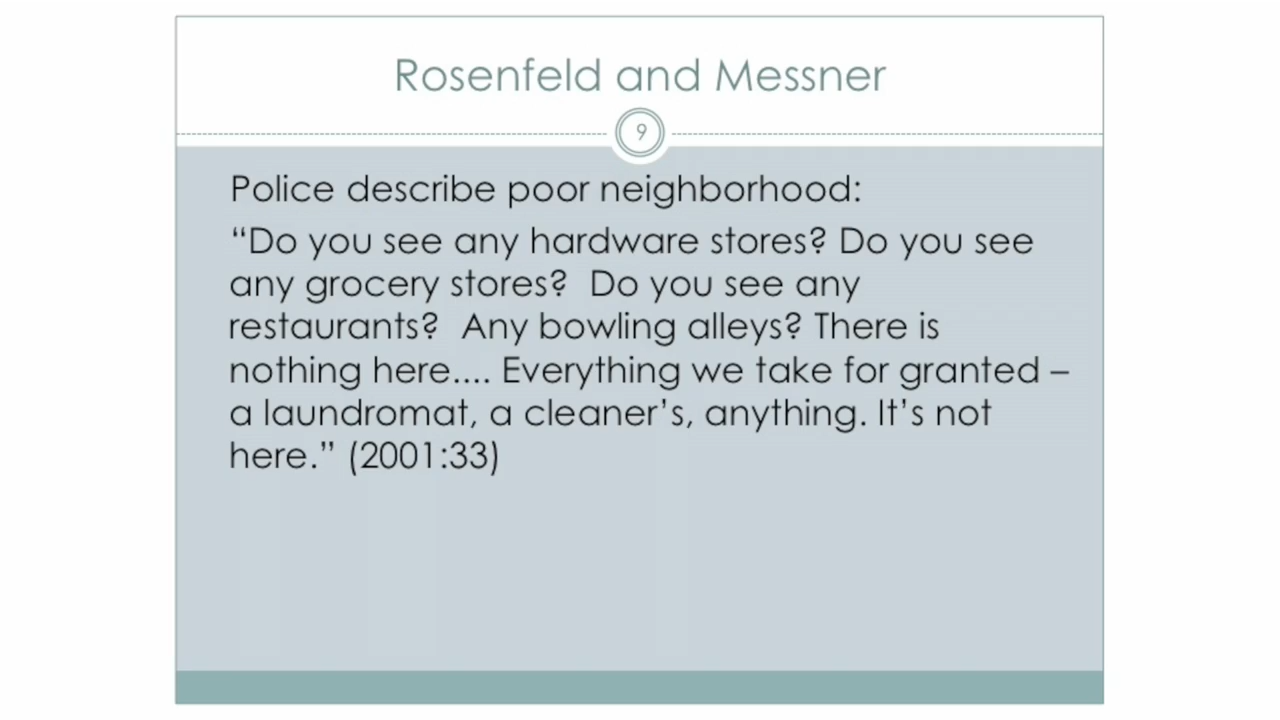 Rosenfeld and Messner
9
Police describe poor neighborhood:
“Do you see any hardware stores? Do you see
any grocery stores?  Do you see any
restaurants?  Any bowling alleys? There is
nothing here.... Everything we take for granted –
a laundromat, a cleaner’s, anything. It’s not
here.” (2001:33)